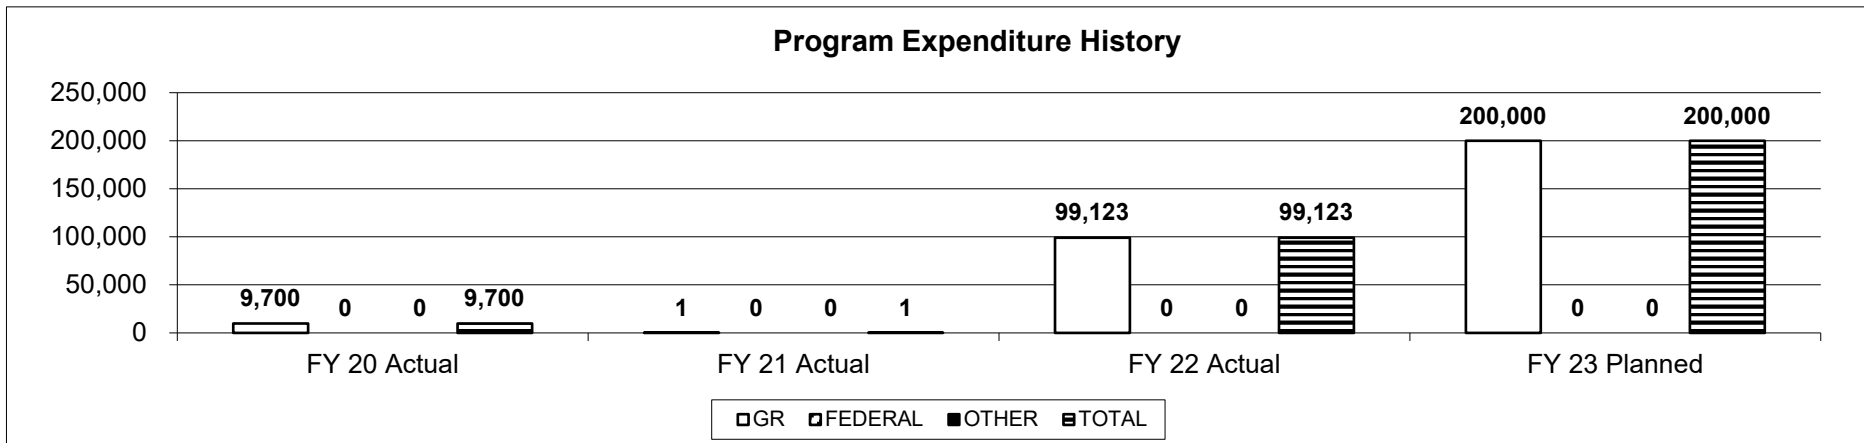 Program Expenditure History
250,000
200,000
150,000
100,000
50,000
0
9,700 0 0 9,700
1 0 0 1
99,123 0 0 99,123
200,000 0 0 200,000
FY 20 Actual FY 21 Actual FY 22 Actual FY 23 Planned
GR FEDERAL OTHER TOTAL